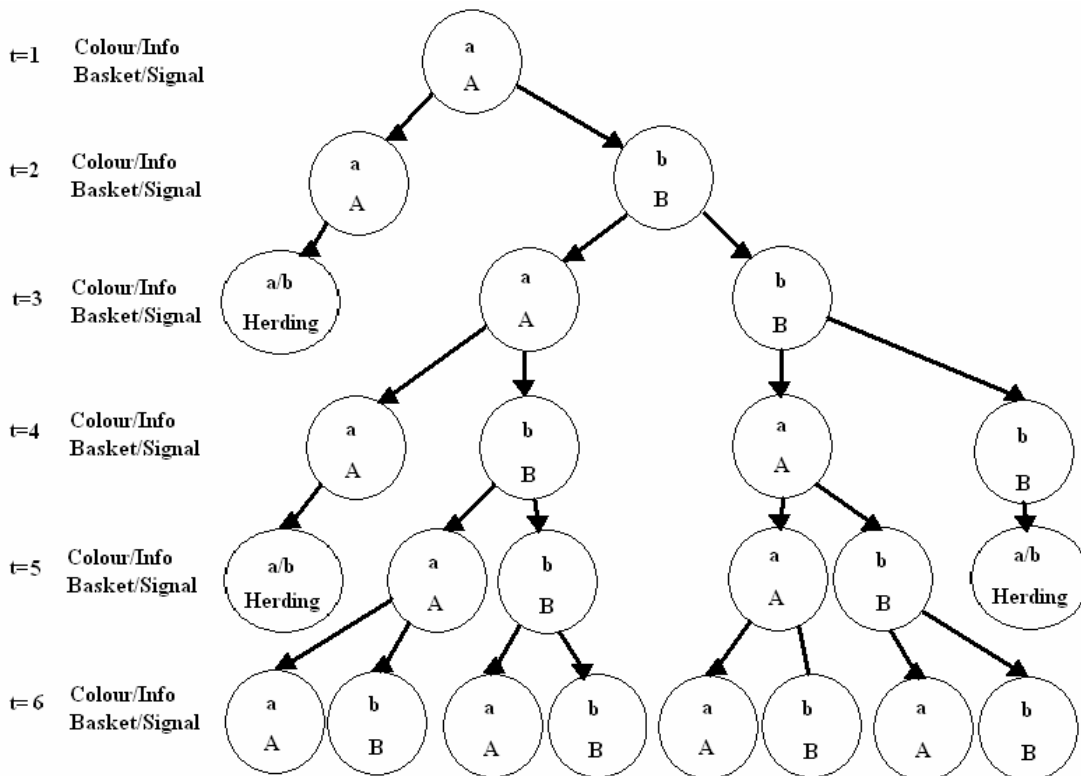 t=1 Colour/Info
Basket/Signal
a
A
t=2 Colour/Info
Basket/Signal
a
A
b
B
t=3 Colour/Info
Basket/Signal
a/b
Herding
a
A
b
B
t=4 Colour/Info
Basket/Signal
a
A
b
B
a
A
b
B
t=5 Colour/Info
Basket/Signal
a/b
Herding
a
A
b
B
a
A
b
B
a/b
Herding
t=6 Colour/Info
Basket/Signal
a
A
b
B
a
A
b
B
a
A
b
B
a
A
b
B